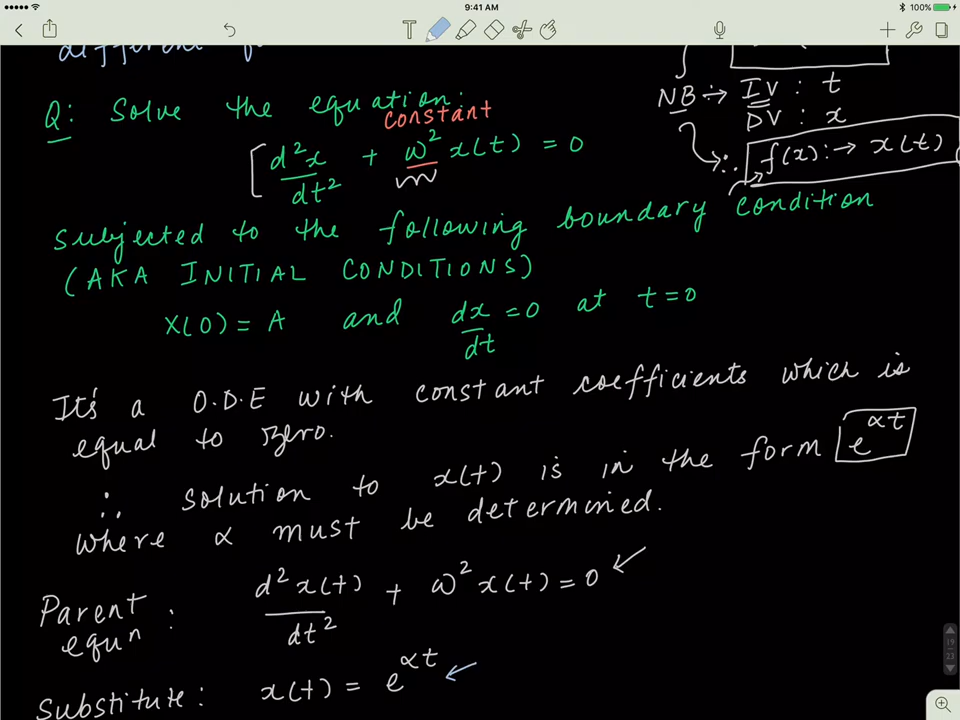 9:41 AM
100%
different
Q: Solve the equation:
constant
d²x/dt² + ω² x(t) = 0
NB → IV : t
DV : x
∴ f(x) :→ x(t)
subjected to the following boundary condition
(AKA INITIAL CONDITIONS)
x(0) = A and dx/dt = 0 at t=0
It's a O.D.E with constant coefficients which is
equal to zero.
∴ solution to x(t) is in the form e^αt
where α must be determined.
Parent equⁿ : d²x(t)/dt² + ω² x(t) = 0
Substitute : x(t) = e^αt
19
23